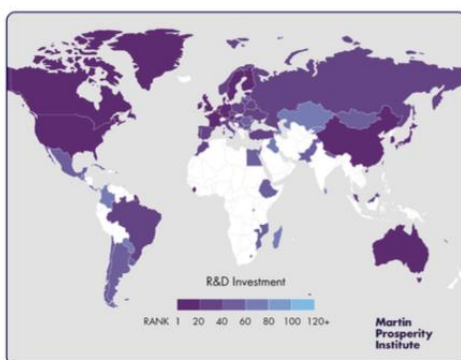 R&D Investment
RANK 1 20 40 60 80 100 120+
Martin
Prosperity
Institute